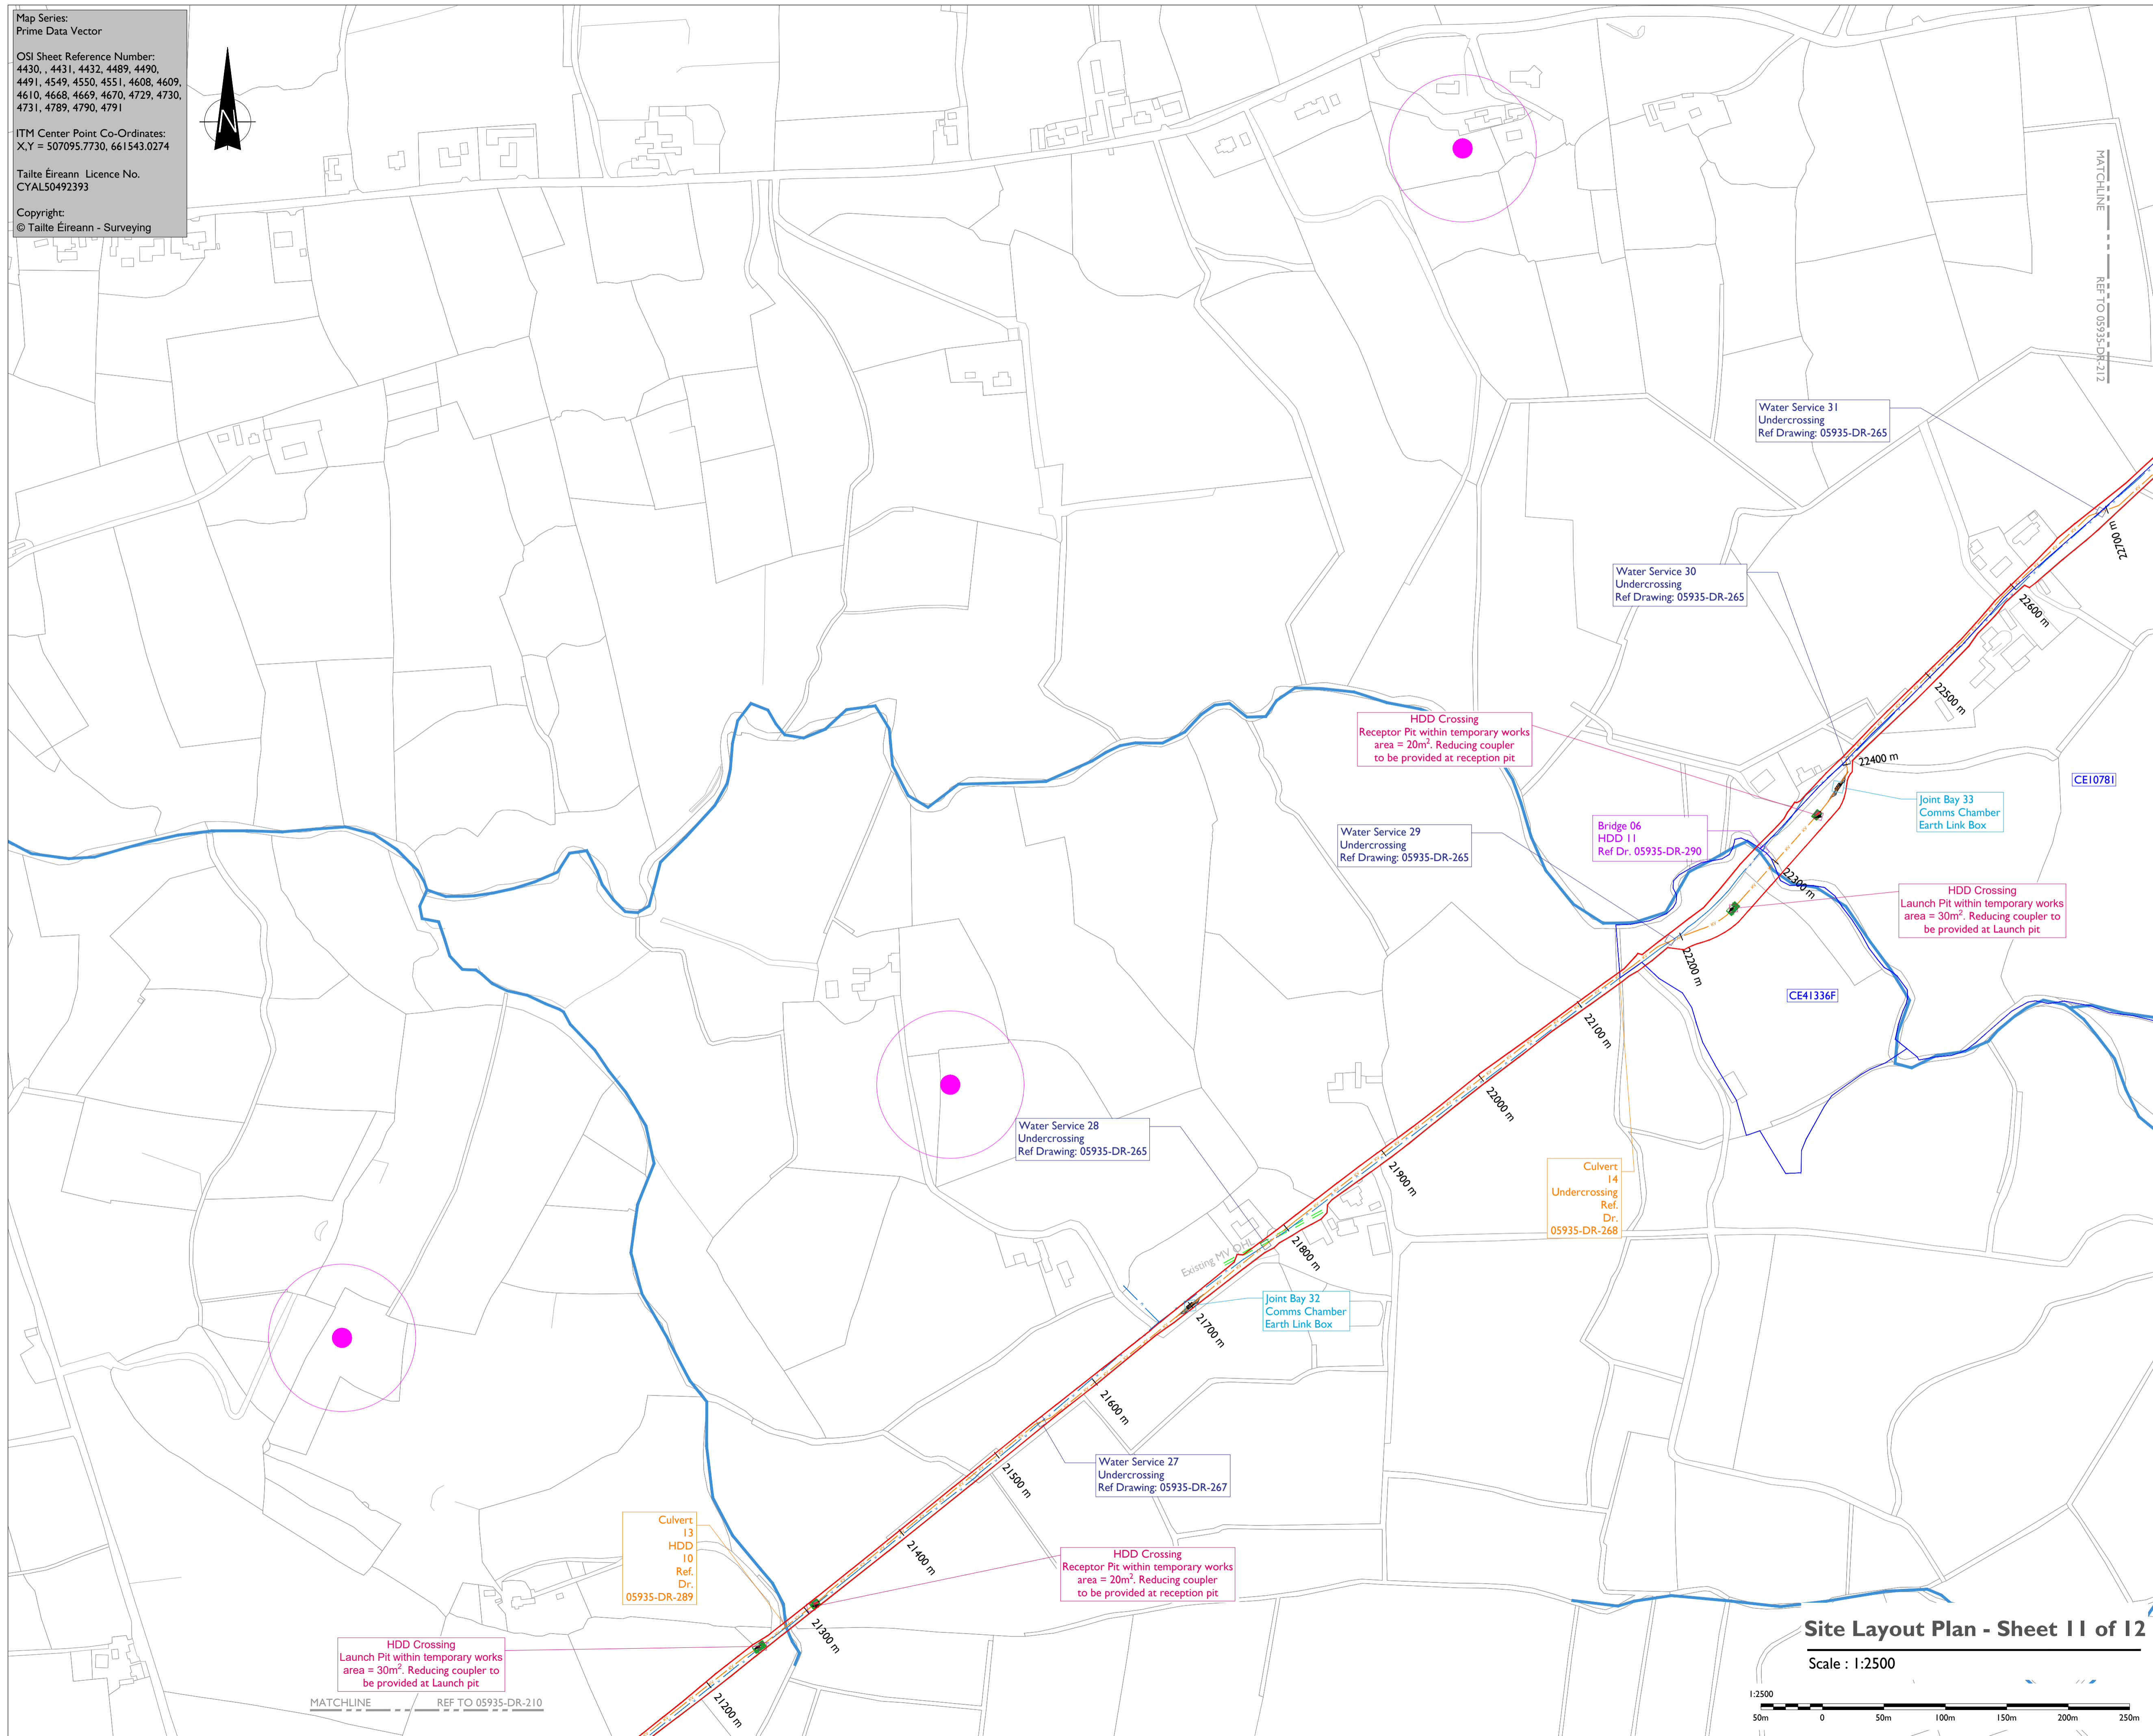 Map Series:
Prime Data Vector
OSI Sheet Reference Number:
4430, , 4431, 4432, 4489, 4490,
4491, 4549, 4550, 4551, 4608, 4609,
4610, 4668, 4669, 4670, 4729, 4730,
4731, 4789, 4790, 4791
ITM Center Point Co-Ordinates:
X,Y = 507095.7730, 661543.0274
Tailte Éireann Licence No.
CYAL50492393
Copyright:
© Tailte Éireann - Surveying
N
MATCHLINE
REF TO 05935-DR-212
Water Service 31
Undercrossing
Ref Drawing: 05935-DR-265
22700 m
Water Service 30
Undercrossing
Ref Drawing: 05935-DR-265
22600 m
22500 m
HDD Crossing
Receptor Pit within temporary works
area = 20m². Reducing coupler
to be provided at reception pit
22400 m
CE10781
Joint Bay 33
Comms Chamber
Earth Link Box
Water Service 29
Undercrossing
Ref Drawing: 05935-DR-265
Bridge 06
HDD 11
Ref Dr. 05935-DR-290
22300 m
HDD Crossing
Launch Pit within temporary works
area = 30m². Reducing coupler to
be provided at Launch pit
22200 m
CE41336F
22100 m
22000 m
Water Service 28
Undercrossing
Ref Drawing: 05935-DR-265
21900 m
Culvert
14
Undercrossing
Ref.
Dr.
05935-DR-268
Existing MV OHL
21800 m
Joint Bay 32
Comms Chamber
Earth Link Box
21700 m
21600 m
Water Service 27
Undercrossing
Ref Drawing: 05935-DR-267
21500 m
Culvert
13
HDD
10
Ref.
Dr.
05935-DR-289
21400 m
HDD Crossing
Receptor Pit within temporary works
area = 20m². Reducing coupler
to be provided at reception pit
21300 m
HDD Crossing
Launch Pit within temporary works
area = 30m². Reducing coupler to
be provided at Launch pit
21200 m
MATCHLINE
REF TO 05935-DR-210
Site Layout Plan - Sheet 11 of 12
Scale : 1:2500
1:2500
50m 0 50m 100m 150m 200m 250m